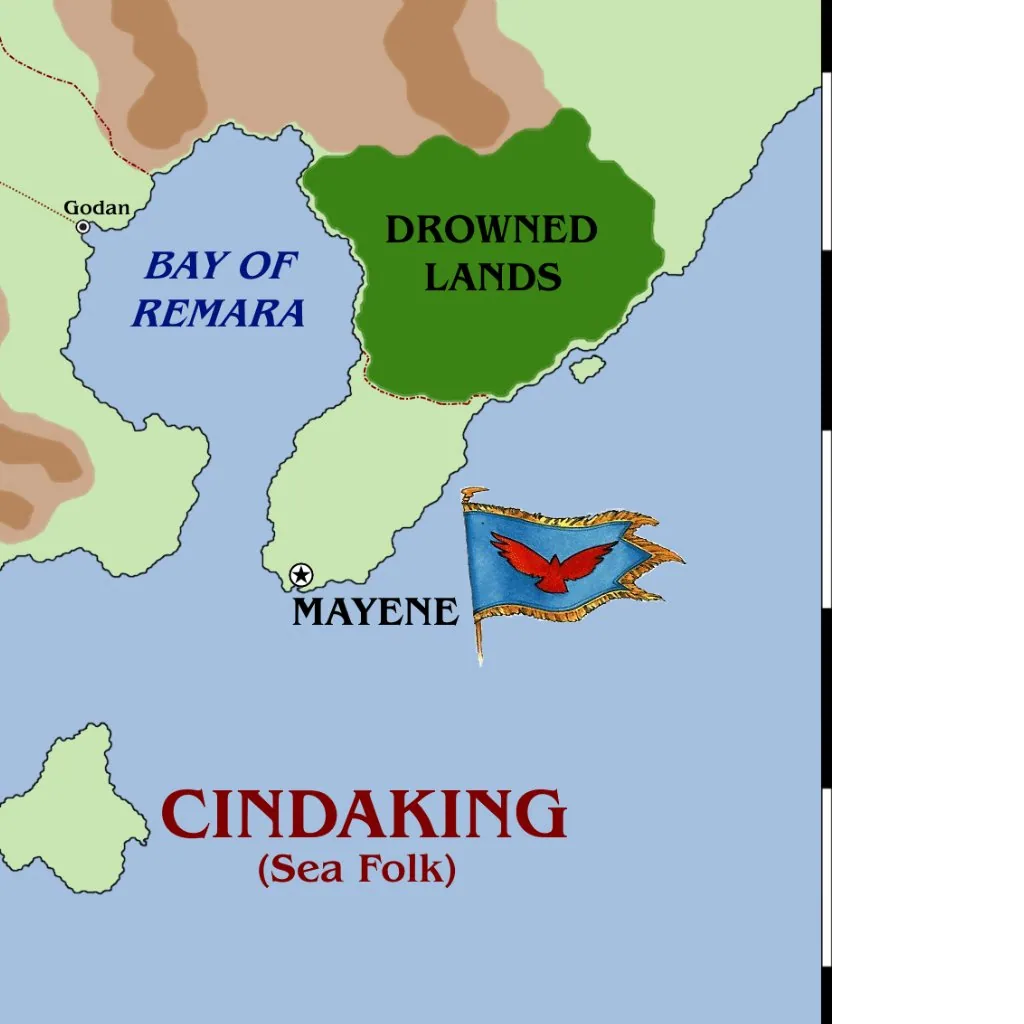 Godan
BAY OF
REMARA
DROWNED
LANDS
MAYENE
CINDAKING
(Sea Folk)